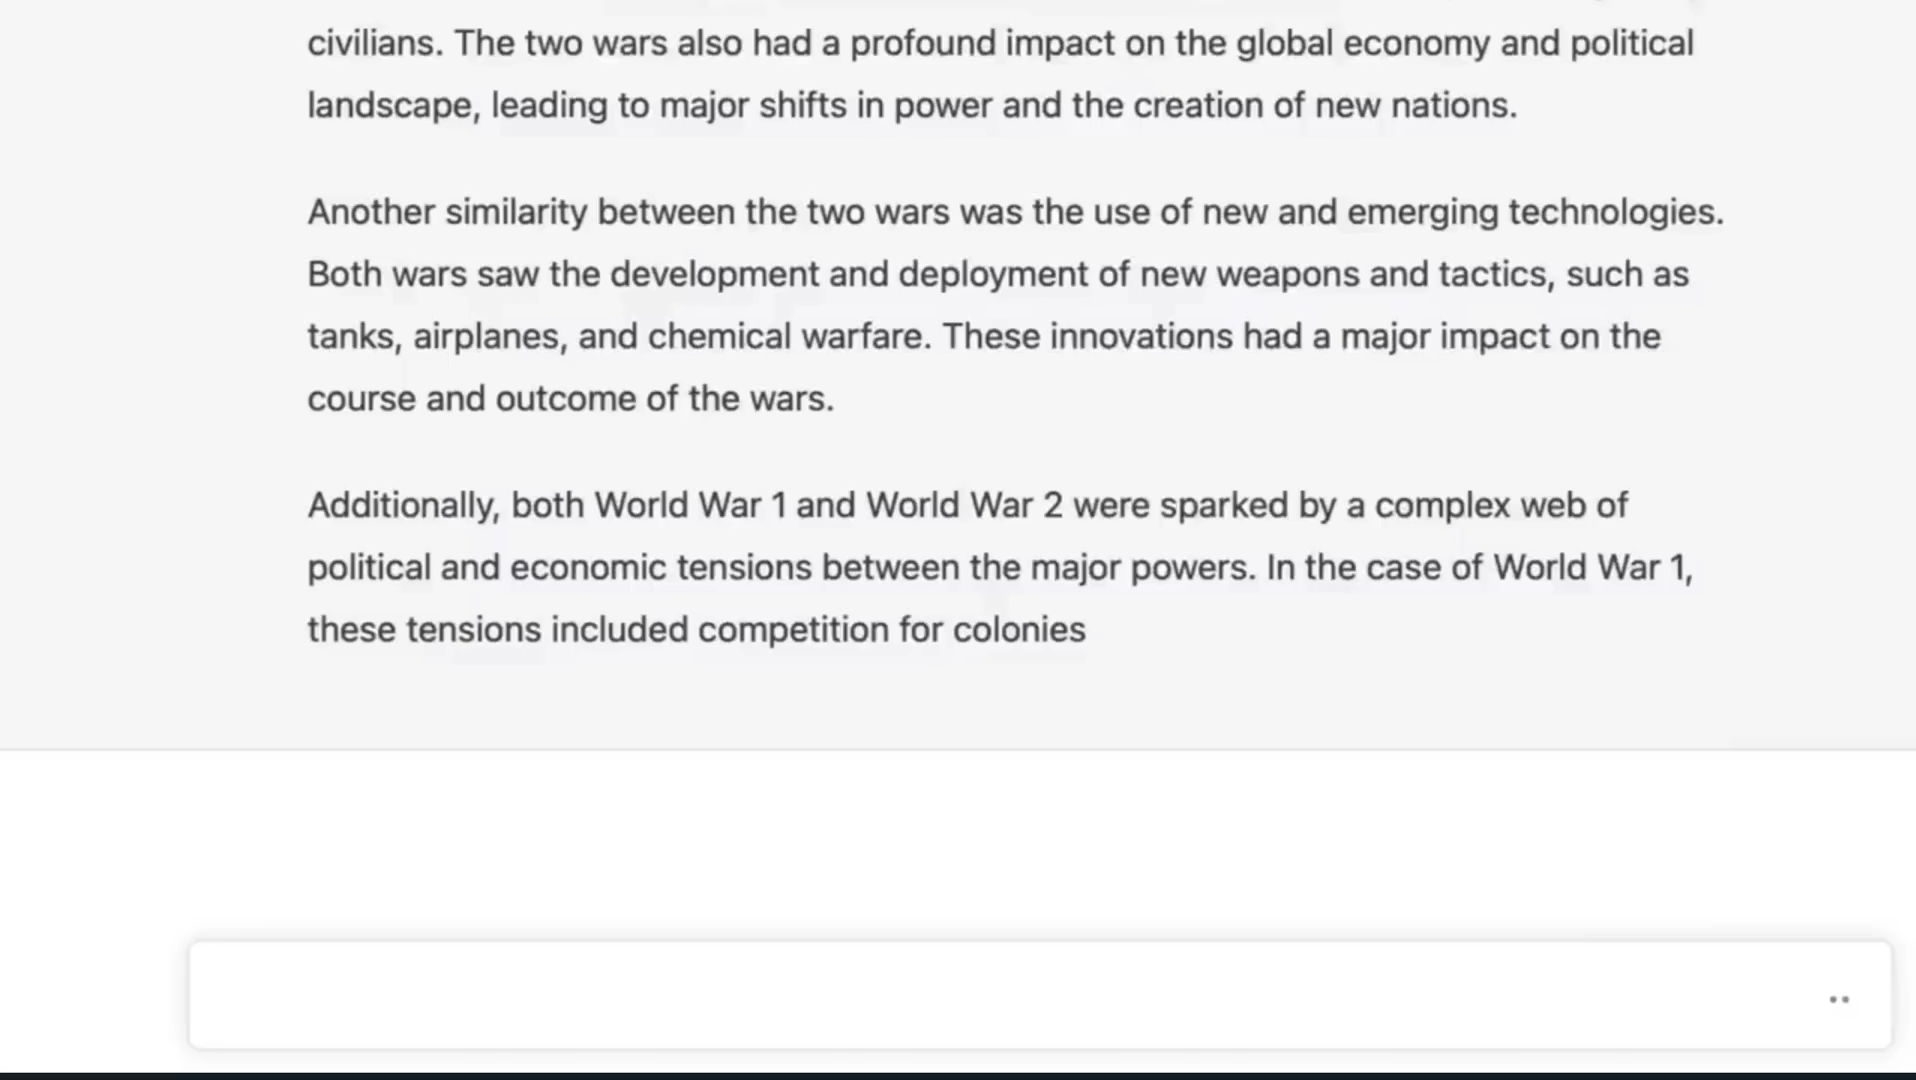 civilians. The two wars also had a profound impact on the global economy and political
landscape, leading to major shifts in power and the creation of new nations.
Another similarity between the two wars was the use of new and emerging technologies.
Both wars saw the development and deployment of new weapons and tactics, such as
tanks, airplanes, and chemical warfare. These innovations had a major impact on the
course and outcome of the wars.
Additionally, both World War 1 and World War 2 were sparked by a complex web of
political and economic tensions between the major powers. In the case of World War 1,
these tensions included competition for colonies